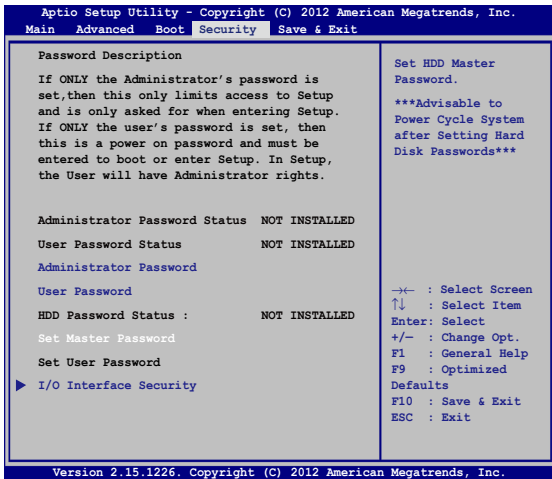 Aptio Setup Utility - Copyright (C) 2012 American Megatrends, Inc.
Main Advanced Boot Security Save & Exit
Password Description
If ONLY the Administrator's password is
set,then this only limits access to Setup
and is only asked for when entering Setup.
If ONLY the user's password is set, then
this is a power on password and must be
entered to boot or enter Setup. In Setup,
the User will have Administrator rights.
Administrator Password Status NOT INSTALLED
User Password Status NOT INSTALLED
Administrator Password
User Password
HDD Password Status : NOT INSTALLED
Set Master Password
Set User Password
I/O Interface Security
Set HDD Master
Password.
***Advisable to
Power Cycle System
after Setting Hard
Disk Passwords***
→← : Select Screen
↑↓ : Select Item
Enter: Select
+/— : Change Opt.
F1 : General Help
F9 : Optimized
Defaults
F10 : Save & Exit
ESC : Exit
Version 2.15.1226. Copyright (C) 2012 American Megatrends, Inc.